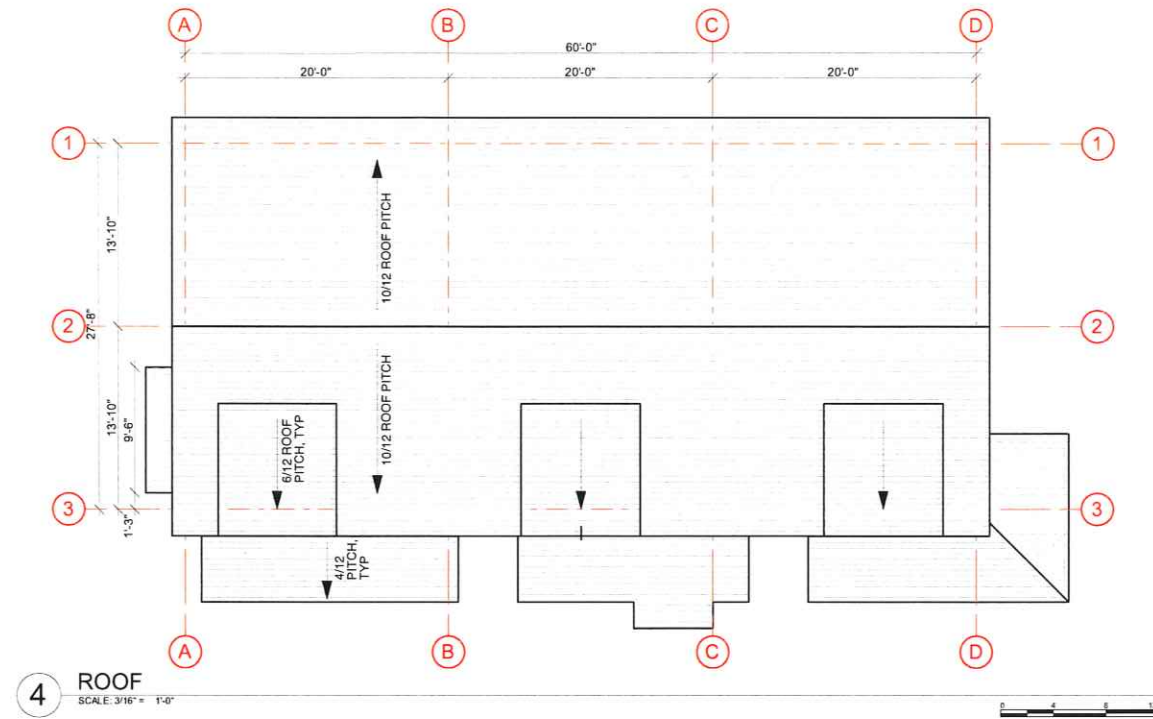 A B C D
60'-0"
20'-0" 20'-0" 20'-0"
1 1
13'-10"
10/12 ROOF PITCH
2 2
27'-8"
13'-10"
9'-6"
10/12 ROOF PITCH
6/12 ROOF
PITCH, TYP
3 3
1'-3"
4/12
PITCH,
TYP
A B C D
4 ROOF
SCALE: 3/16" = 1'-0"
0 4 8